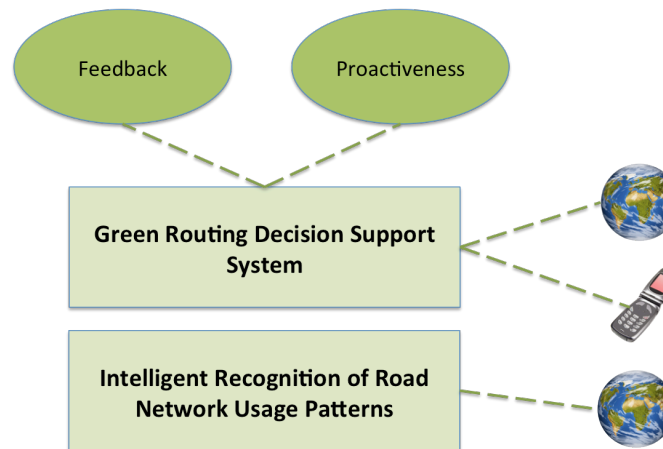 Feedback
Proactiveness
Green Routing Decision Support
System
Intelligent Recognition of Road
Network Usage Patterns